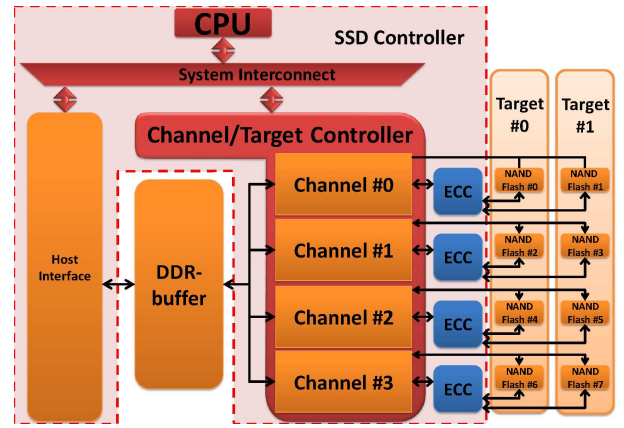 CPU
SSD Controller
System Interconnect
Channel/Target Controller
Target
#0
Target
#1
Channel #0
ECC
NAND
Flash #0
NAND
Flash #1
Channel #1
ECC
NAND
Flash #2
NAND
Flash #3
Host
Interface
DDR-
buffer
Channel #2
ECC
NAND
Flash #4
NAND
Flash #5
Channel #3
ECC
NAND
Flash #6
NAND
Flash #7